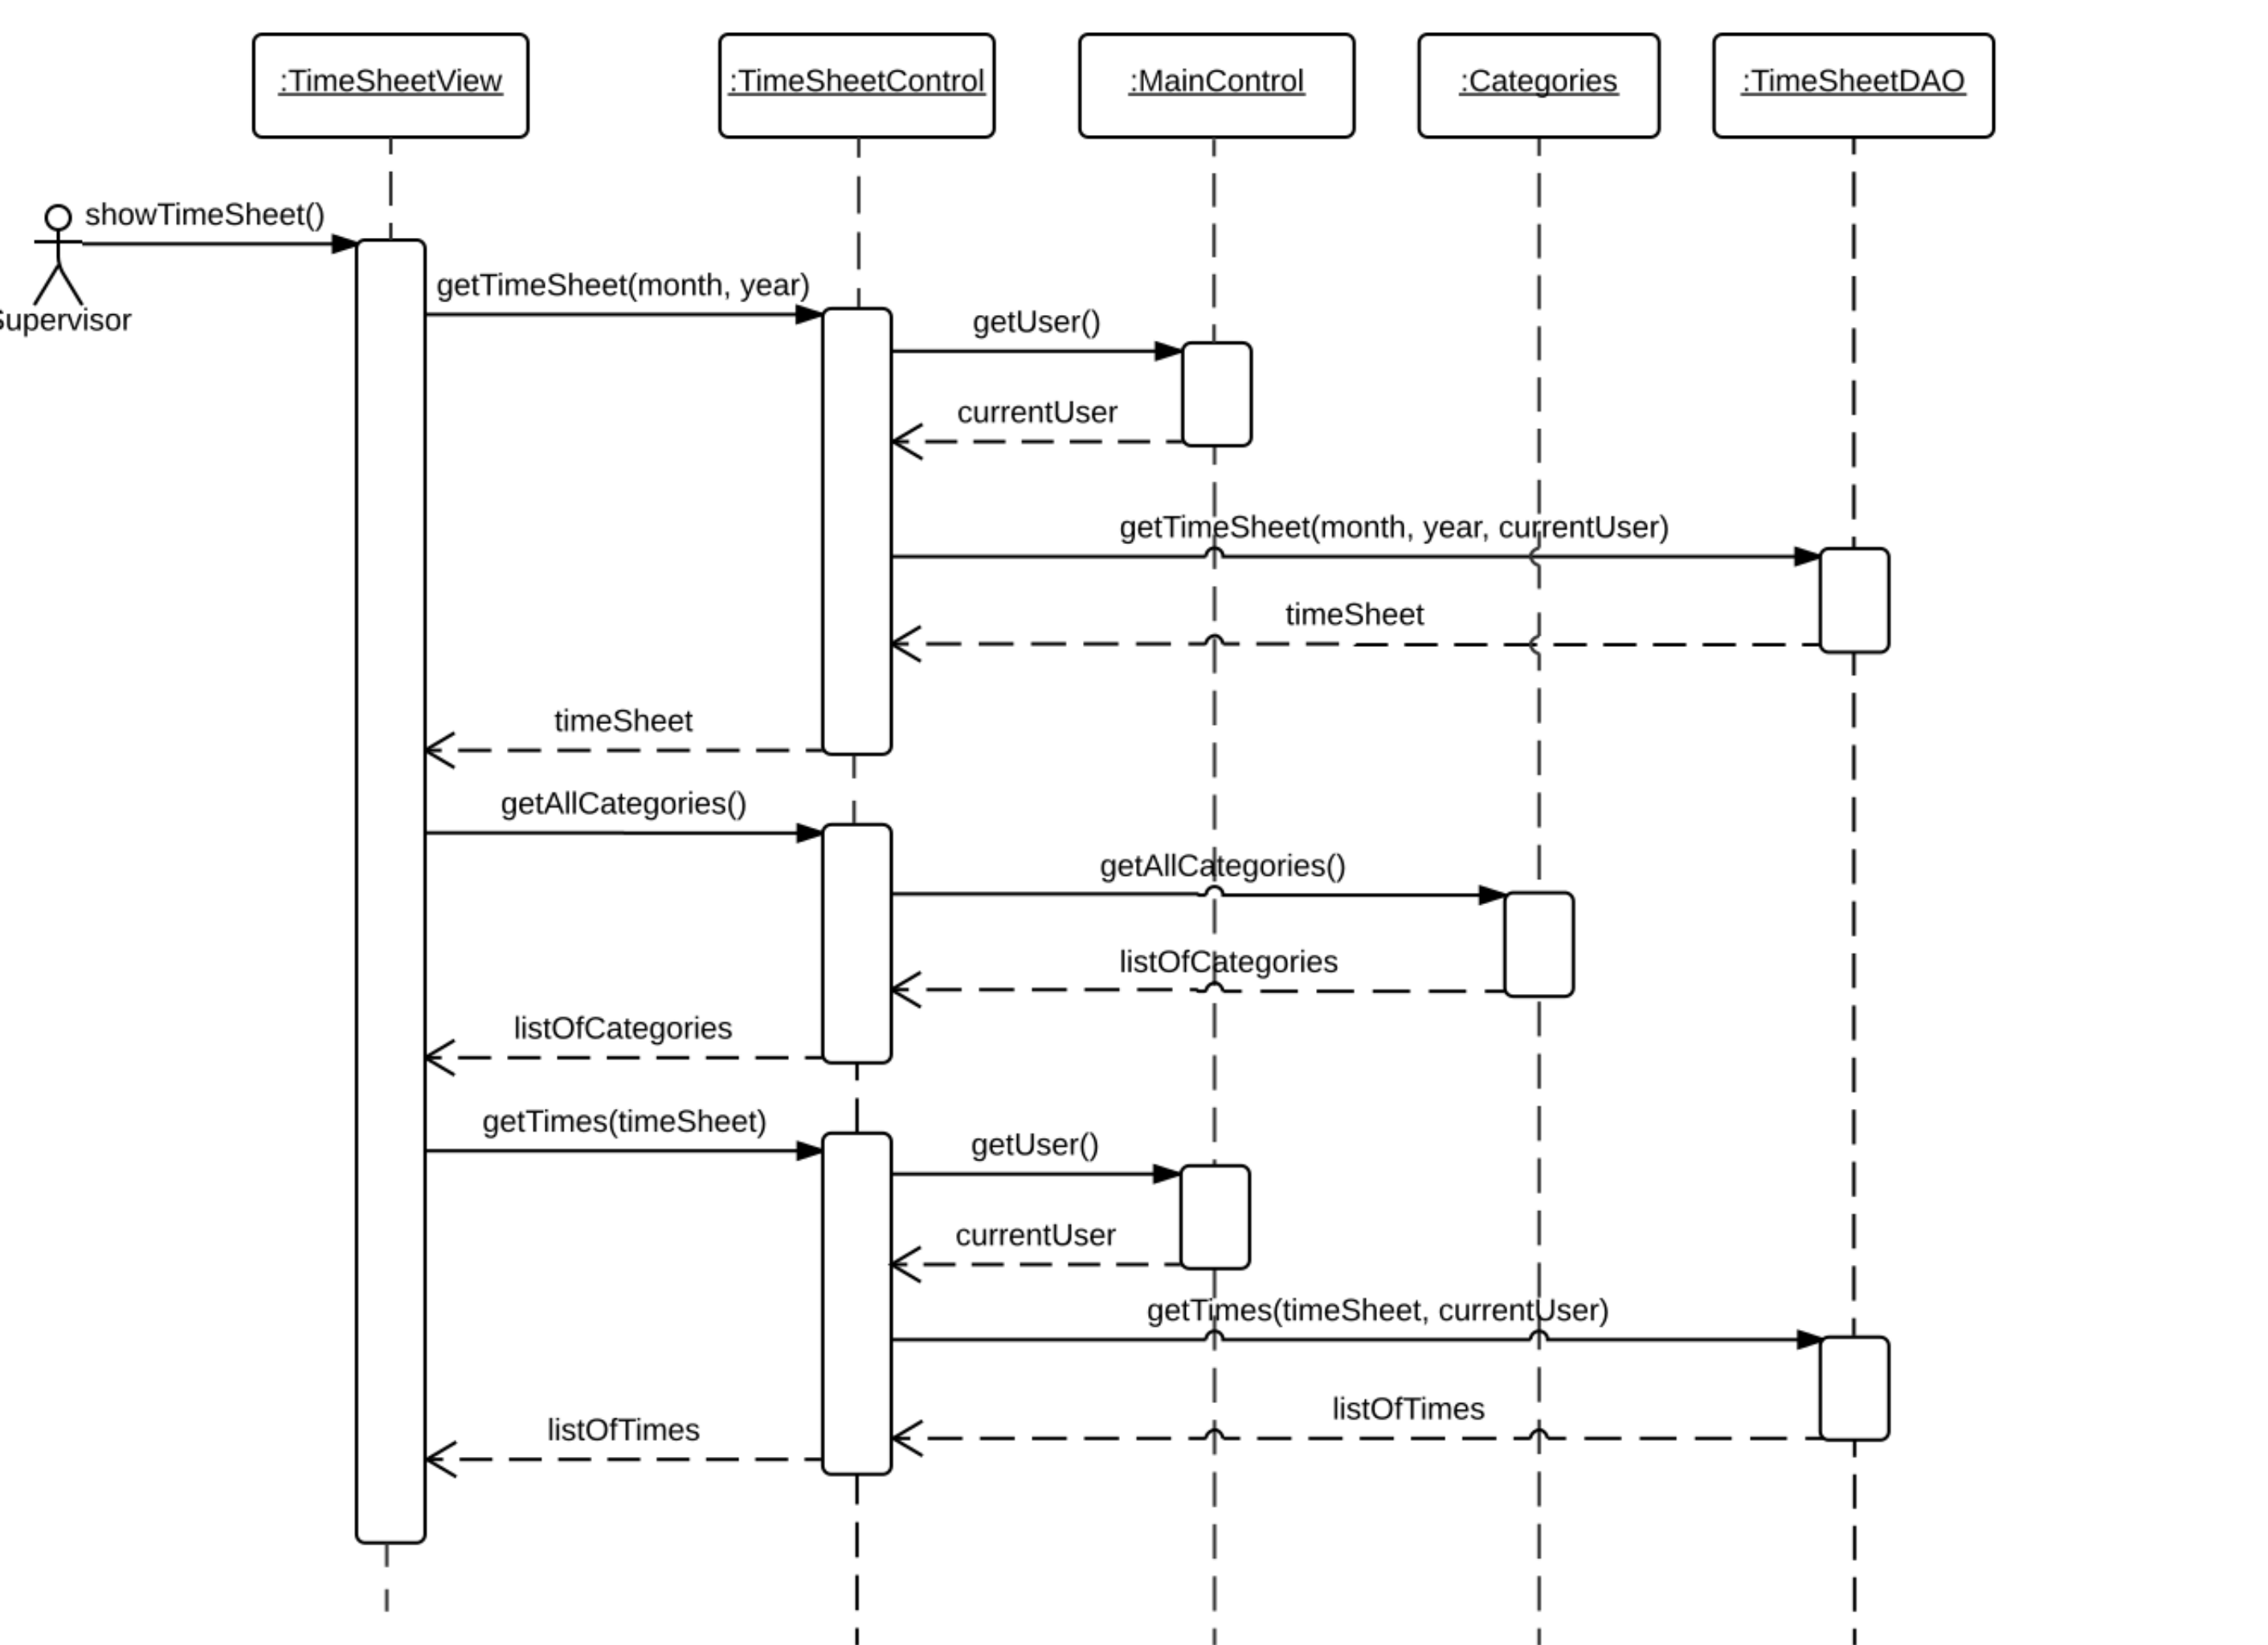 :TimeSheetView
:TimeSheetControl
:MainControl
:Categories
:TimeSheetDAO
showTimeSheet()
Supervisor
getTimeSheet(month, year)
getUser()
currentUser
getTimeSheet(month, year, currentUser)
timeSheet
timeSheet
getAllCategories()
getAllCategories()
listOfCategories
listOfCategories
getTimes(timeSheet)
getUser()
currentUser
getTimes(timeSheet, currentUser)
listOfTimes
listOfTimes